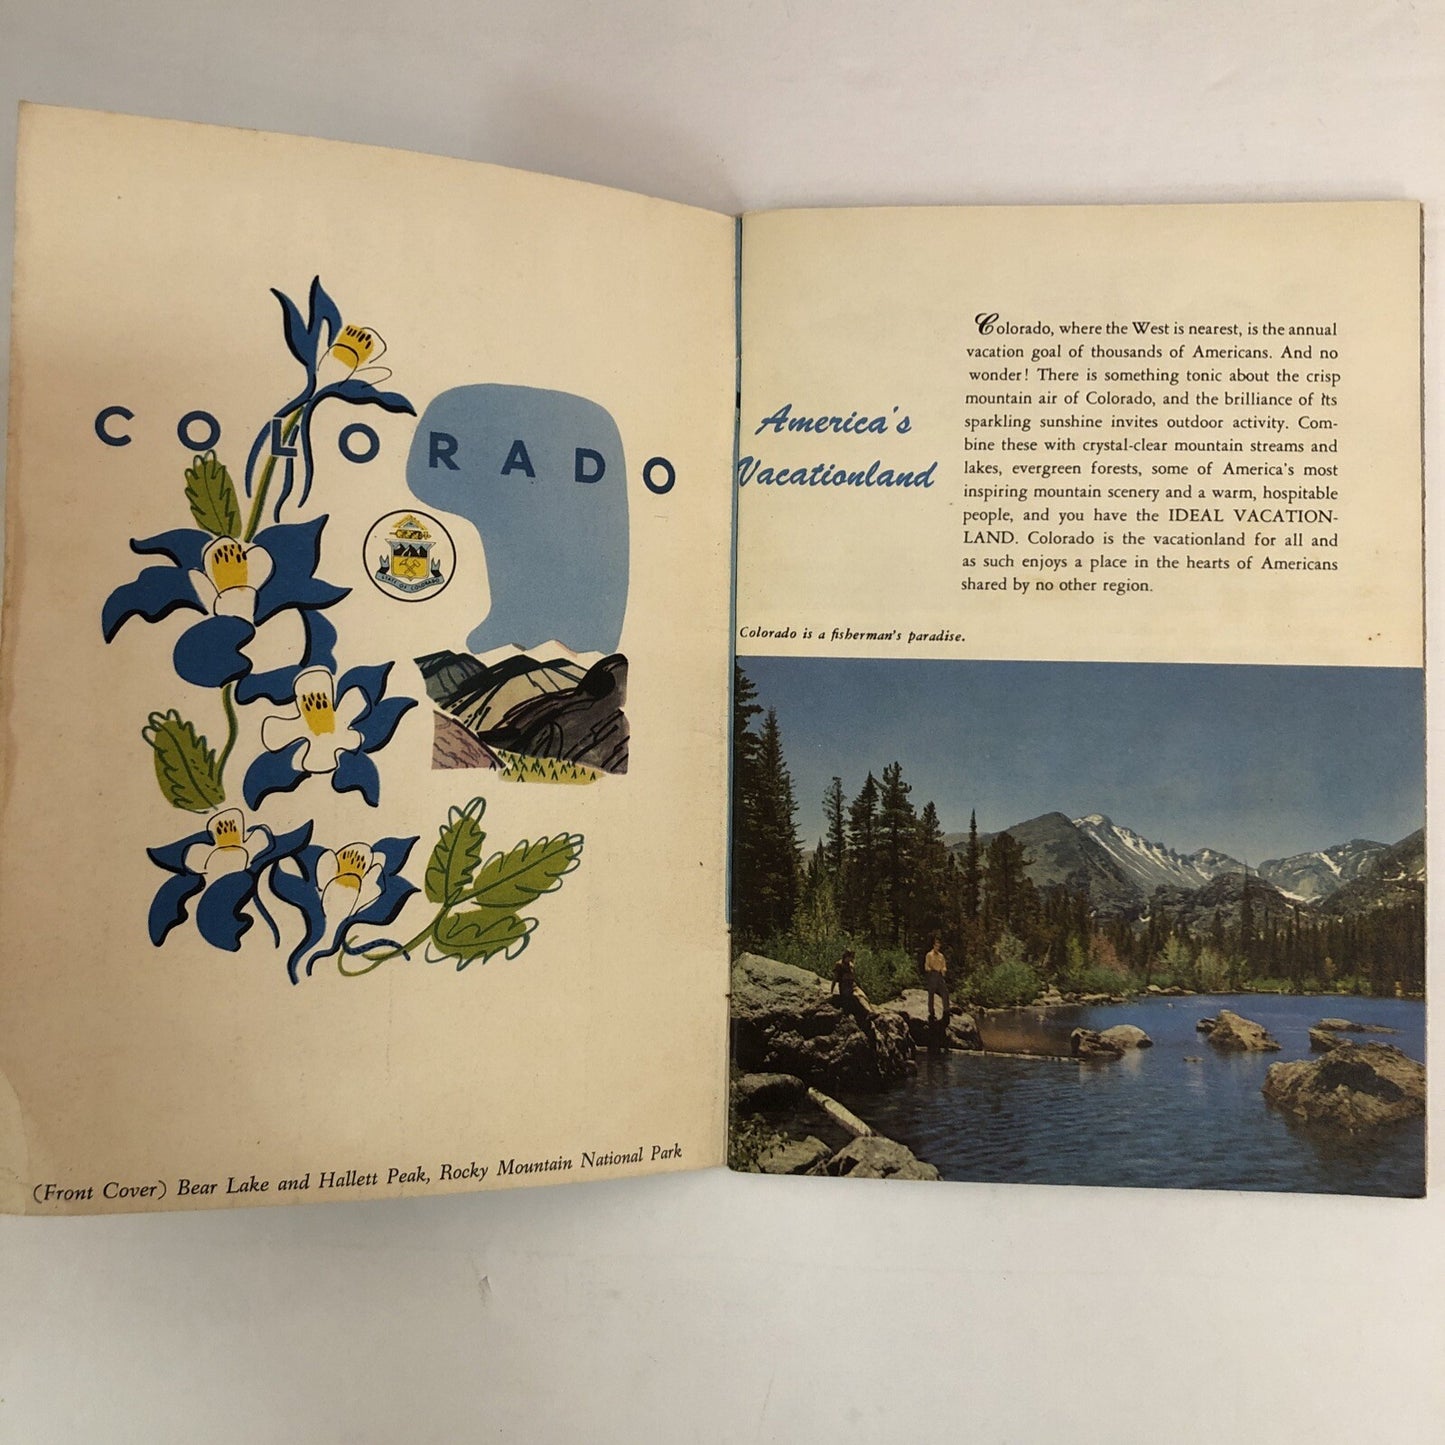 COLORADO
STATE OF COLORADO
(Front Cover) Bear Lake and Hallett Peak, Rocky Mountain National Park
America's
Vacationland
Colorado, where the West is nearest, is the annual
vacation goal of thousands of Americans. And no
wonder! There is something tonic about the crisp
mountain air of Colorado, and the brilliance of its
sparkling sunshine invites outdoor activity. Com-
bine these with crystal-clear mountain streams and
lakes, evergreen forests, some of America's most
inspiring mountain scenery and a warm, hospitable
people, and you have the IDEAL VACATION-
LAND. Colorado is the vacationland for all and
as such enjoys a place in the hearts of Americans
shared by no other region.
Colorado is a fisherman's paradise.